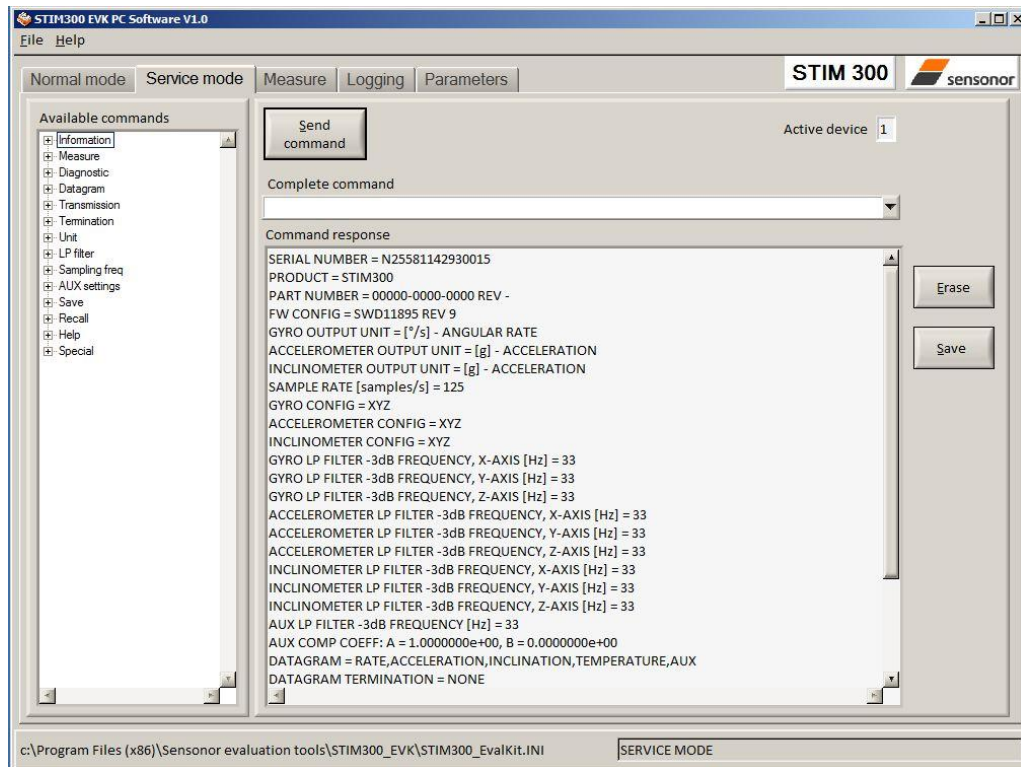 STIM300 EVK PC Software V1.0
File Help
Normal mode Service mode Measure Logging Parameters
STIM 300 sensonor
Available commands
Information
Measure
Diagnostic
Datagram
Transmission
Termination
Unit
LP filter
Sampling freq
AUX settings
Save
Recall
Help
Special
Send
command
Active device 1
Complete command
Command response
SERIAL NUMBER = N25581142930015
PRODUCT = STIM300
PART NUMBER = 00000-0000-0000 REV -
FW CONFIG = SWD11895 REV 9
GYRO OUTPUT UNIT = [°/s] - ANGULAR RATE
ACCELEROMETER OUTPUT UNIT = [g] - ACCELERATION
INCLINOMETER OUTPUT UNIT = [g] - ACCELERATION
SAMPLE RATE [samples/s] = 125
GYRO CONFIG = XYZ
ACCELEROMETER CONFIG = XYZ
INCLINOMETER CONFIG = XYZ
GYRO LP FILTER -3dB FREQUENCY, X-AXIS [Hz] = 33
GYRO LP FILTER -3dB FREQUENCY, Y-AXIS [Hz] = 33
GYRO LP FILTER -3dB FREQUENCY, Z-AXIS [Hz] = 33
ACCELEROMETER LP FILTER -3dB FREQUENCY, X-AXIS [Hz] = 33
ACCELEROMETER LP FILTER -3dB FREQUENCY, Y-AXIS [Hz] = 33
ACCELEROMETER LP FILTER -3dB FREQUENCY, Z-AXIS [Hz] = 33
INCLINOMETER LP FILTER -3dB FREQUENCY, X-AXIS [Hz] = 33
INCLINOMETER LP FILTER -3dB FREQUENCY, Y-AXIS [Hz] = 33
INCLINOMETER LP FILTER -3dB FREQUENCY, Z-AXIS [Hz] = 33
AUX LP FILTER -3dB FREQUENCY [Hz] = 33
AUX COMP COEFF: A = 1.0000000e+00, B = 0.0000000e+00
DATAGRAM = RATE,ACCELERATION,INCLINATION,TEMPERATURE,AUX
DATAGRAM TERMINATION = NONE
Erase
Save
c:\Program Files (x86)\Sensonor evaluation tools\STIM300_EVK\STIM300_EvalKit.INI
SERVICE MODE